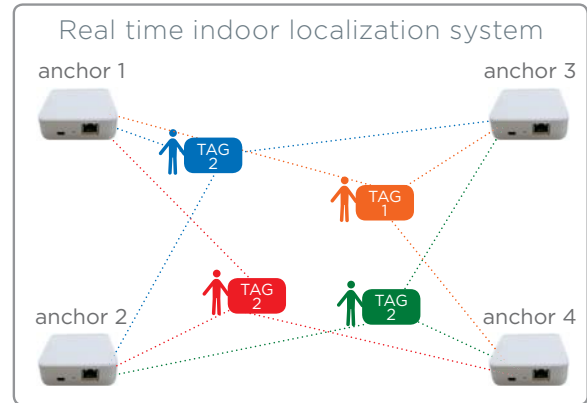 Real time indoor localization system
anchor 1
anchor 3
TAG
2
TAG
1
TAG
2
TAG
2
anchor 2
anchor 4